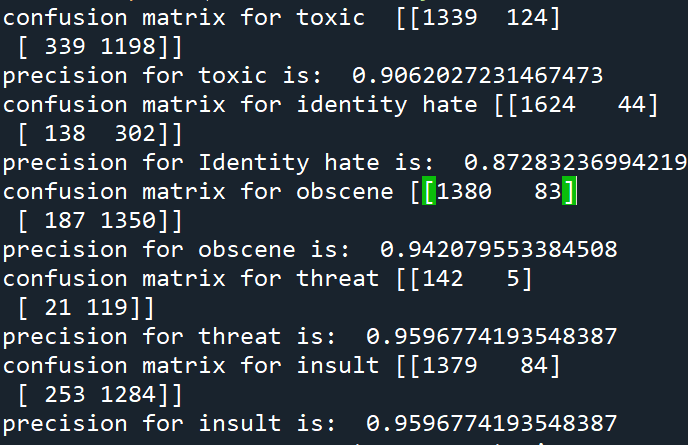 confusion matrix for toxic  [[1339  124]
 [ 339 1198]]
precision for toxic is:  0.9062027231467473
confusion matrix for identity hate [[1624   44]
 [ 138  302]]
precision for Identity hate is:  0.87283236994219
confusion matrix for obscene [[1380   83]
 [ 187 1350]]
precision for obscene is:  0.942079553384508
confusion matrix for threat [[142   5]
 [ 21 119]]
precision for threat is:  0.9596774193548387
confusion matrix for insult [[1379   84]
 [ 253 1284]]
precision for insult is:  0.9596774193548387